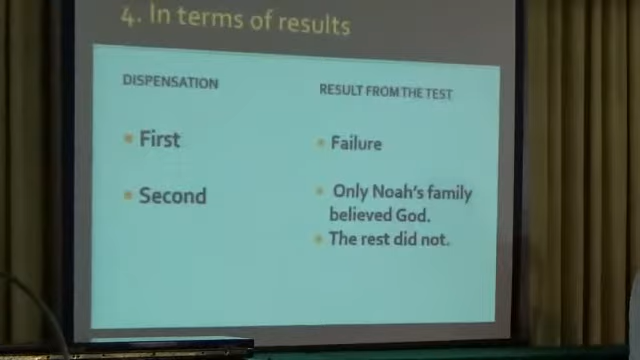 4. In terms of results
DISPENSATION
RESULT FROM THE TEST
First
Failure
Second
Only Noah's family
believed God.
The rest did not.